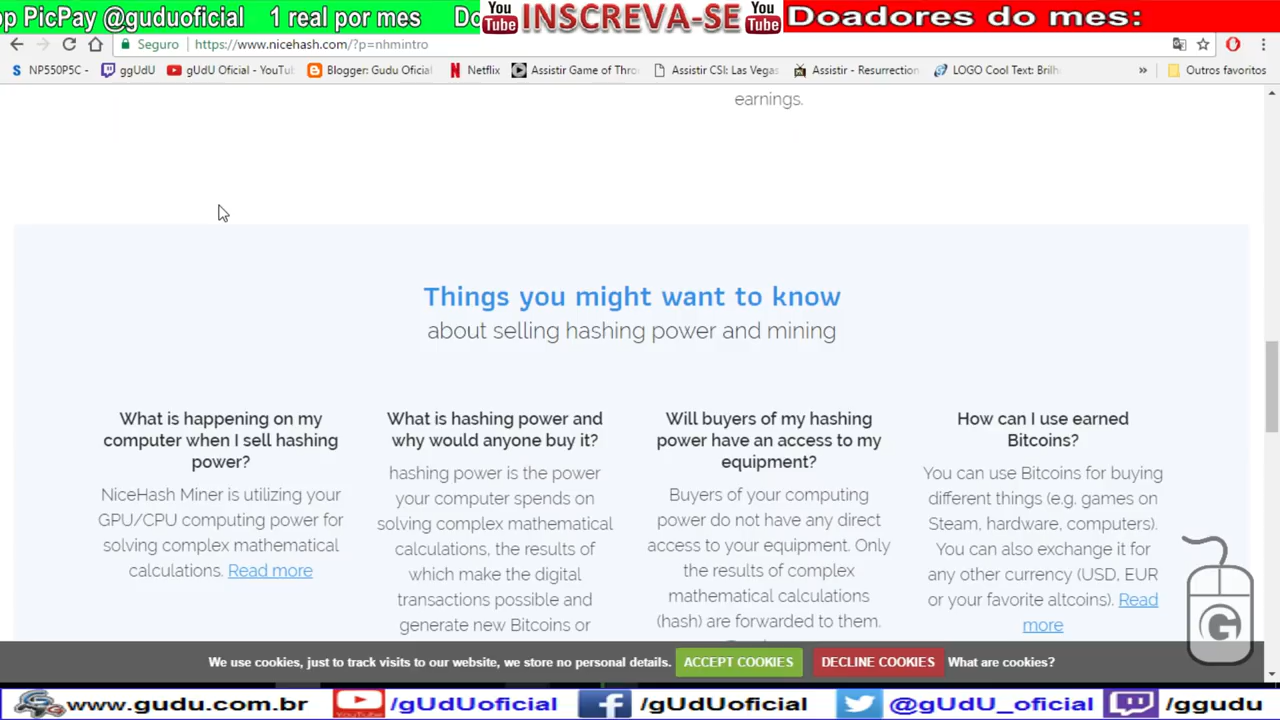 o PicPay @guduoficial 1 real por mes Do
You Tube INSCREVA-SE You Tube
Doadores do mes:
Seguro https://www.nicehash.com/?p=nhmintro
NP550P5C - ggUdU gUdU Oficial - YouTu Blogger: Gudu Oficia Netflix Assistir Game of Thro Assistir CSI: Las Vegas Assistir - Resurrection LOGO Cool Text: Brilh » Outros favoritos
earnings.
Things you might want to know
about selling hashing power and mining
What is happening on my
computer when I sell hashing
power?
NiceHash Miner is utilizing your
GPU/CPU computing power for
solving complex mathematical
calculations. Read more
What is hashing power and
why would anyone buy it?
hashing power is the power
your computer spends on
solving complex mathematical
calculations, the results of
which make the digital
transactions possible and
generate new Bitcoins or
Will buyers of my hashing
power have an access to my
equipment?
Buyers of your computing
power do not have any direct
access to your equipment. Only
the results of complex
mathematical calculations
(hash) are forwarded to them.
How can I use earned
Bitcoins?
You can use Bitcoins for buying
different things (e.g. games on
Steam, hardware, computers).
You can also exchange it for
any other currency (USD, EUR
or your favorite altcoins). Read
more
G
We use cookies, just to track visits to our website, we store no personal details. ACCEPT COOKIES DECLINE COOKIES What are cookies?
www.gudu.com.br YouTube /gUdUoficial /gUdUoficial @gUdU_oficial /ggudu